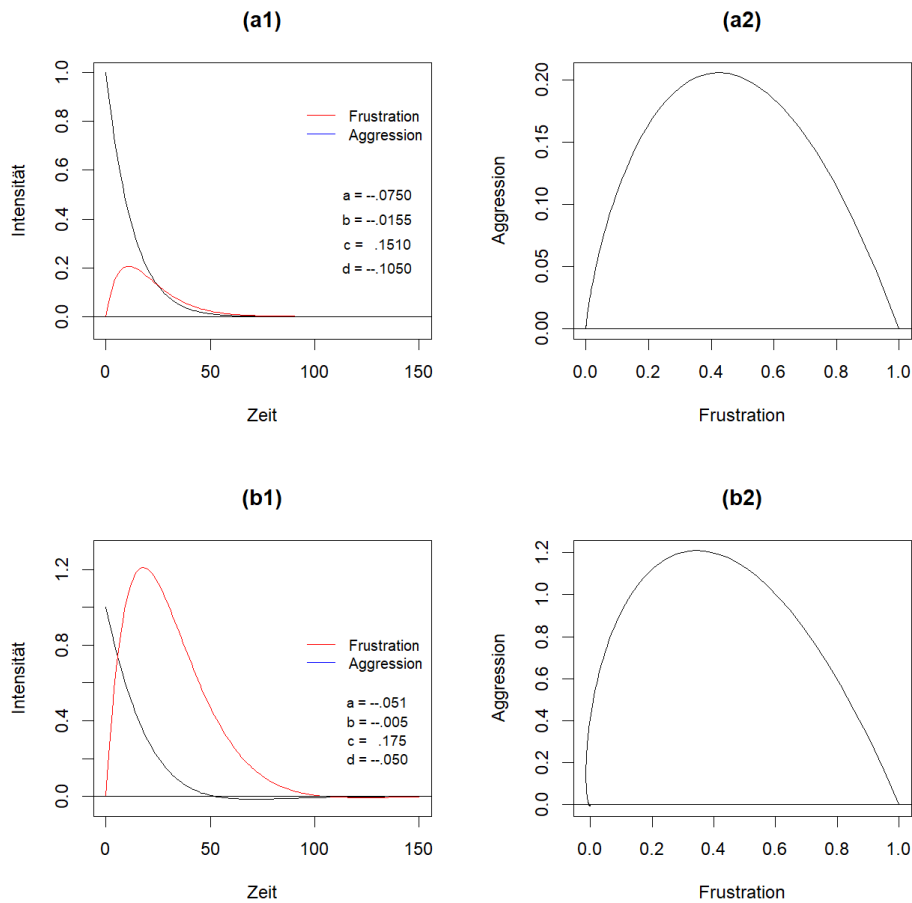 (a1)
Intensität
1.0
0.8
0.6
0.4
0.2
0.0
Frustration
Aggression
a = --.0750
b = --.0155
c = .1510
d = --.1050
0
50
100
150
Zeit
(a2)
Aggression
0.20
0.15
0.10
0.05
0.00
0.0
0.2
0.4
0.6
0.8
1.0
Frustration
(b1)
Intensität
1.2
0.8
0.4
0.0
Frustration
Aggression
a = --.051
b = --.005
c = .175
d = --.050
0
50
100
150
Zeit
(b2)
Aggression
1.2
1.0
0.8
0.6
0.4
0.2
0.0
0.0
0.2
0.4
0.6
0.8
1.0
Frustration